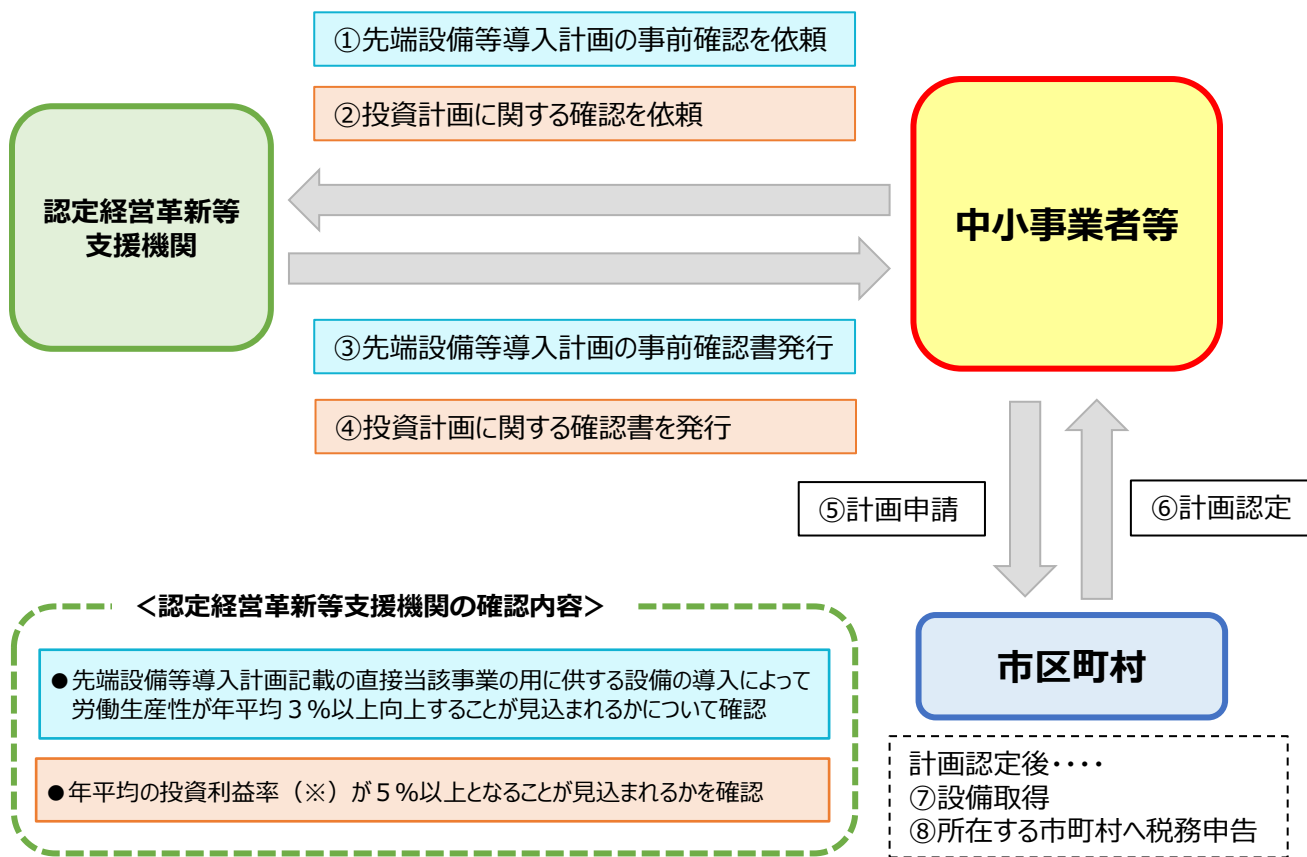 ①先端設備等導入計画の事前確認を依頼
②投資計画に関する確認を依頼
認定経営革新等
支援機関
中小事業者等
③先端設備等導入計画の事前確認書発行
④投資計画に関する確認書を発行
⑤計画申請
⑥計画認定
＜認定経営革新等支援機関の確認内容＞
●先端設備等導入計画記載の直接当該事業の用に供する設備の導入によって
労働生産性が年平均３％以上向上することが見込まれるかについて確認
●年平均の投資利益率（※）が５％以上となることが見込まれるかを確認
市区町村
計画認定後・・・・
⑦設備取得
⑧所在する市町村へ税務申告